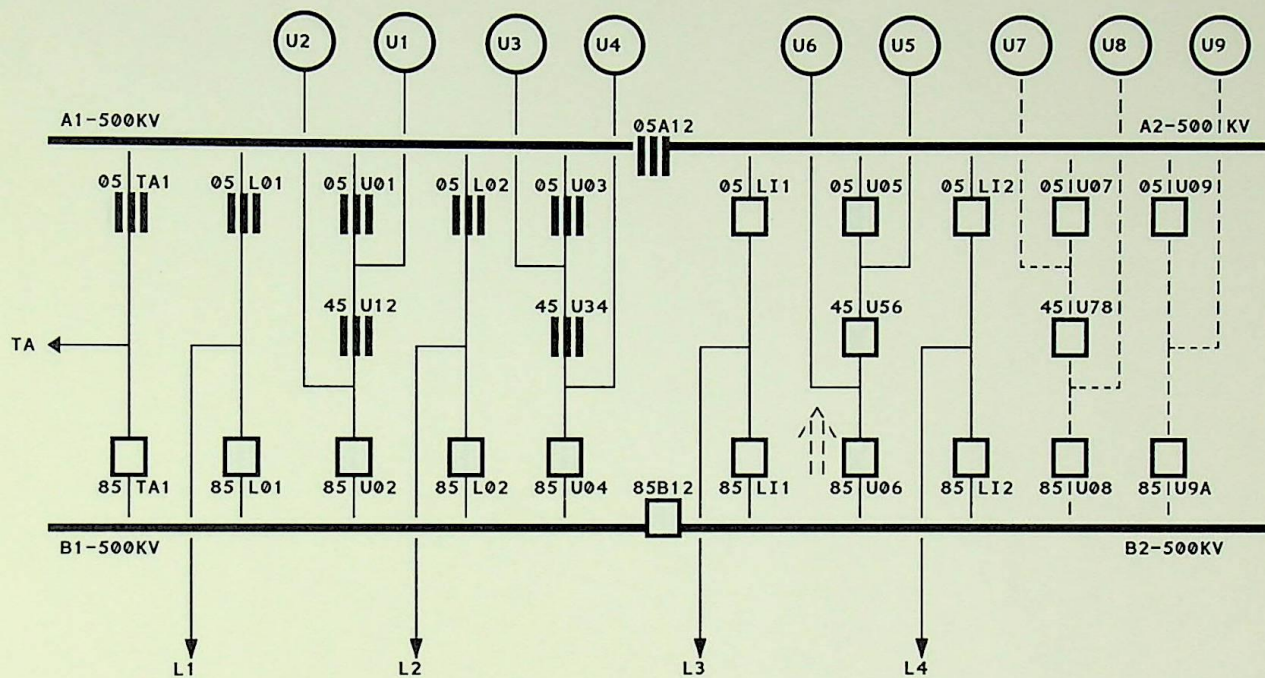 U2 U1 U3 U4 U6 U5 U7 U8 U9
A1-500KV 05A12 A2-500 KV
05 TA1 05 L01 05 U01 05 L02 05 U03 05 LI1 05 U05 05 LI2 05 U07 05 U09
45 U12 45 U34 45 U56 45 U78
TA
85 TA1 85 L01 85 U02 85 L02 85 U04 85B12 85 LI1 85 U06 85 LI2 85 U08 85 U9A
B1-500KV B2-500KV
L1 L2 L3 L4